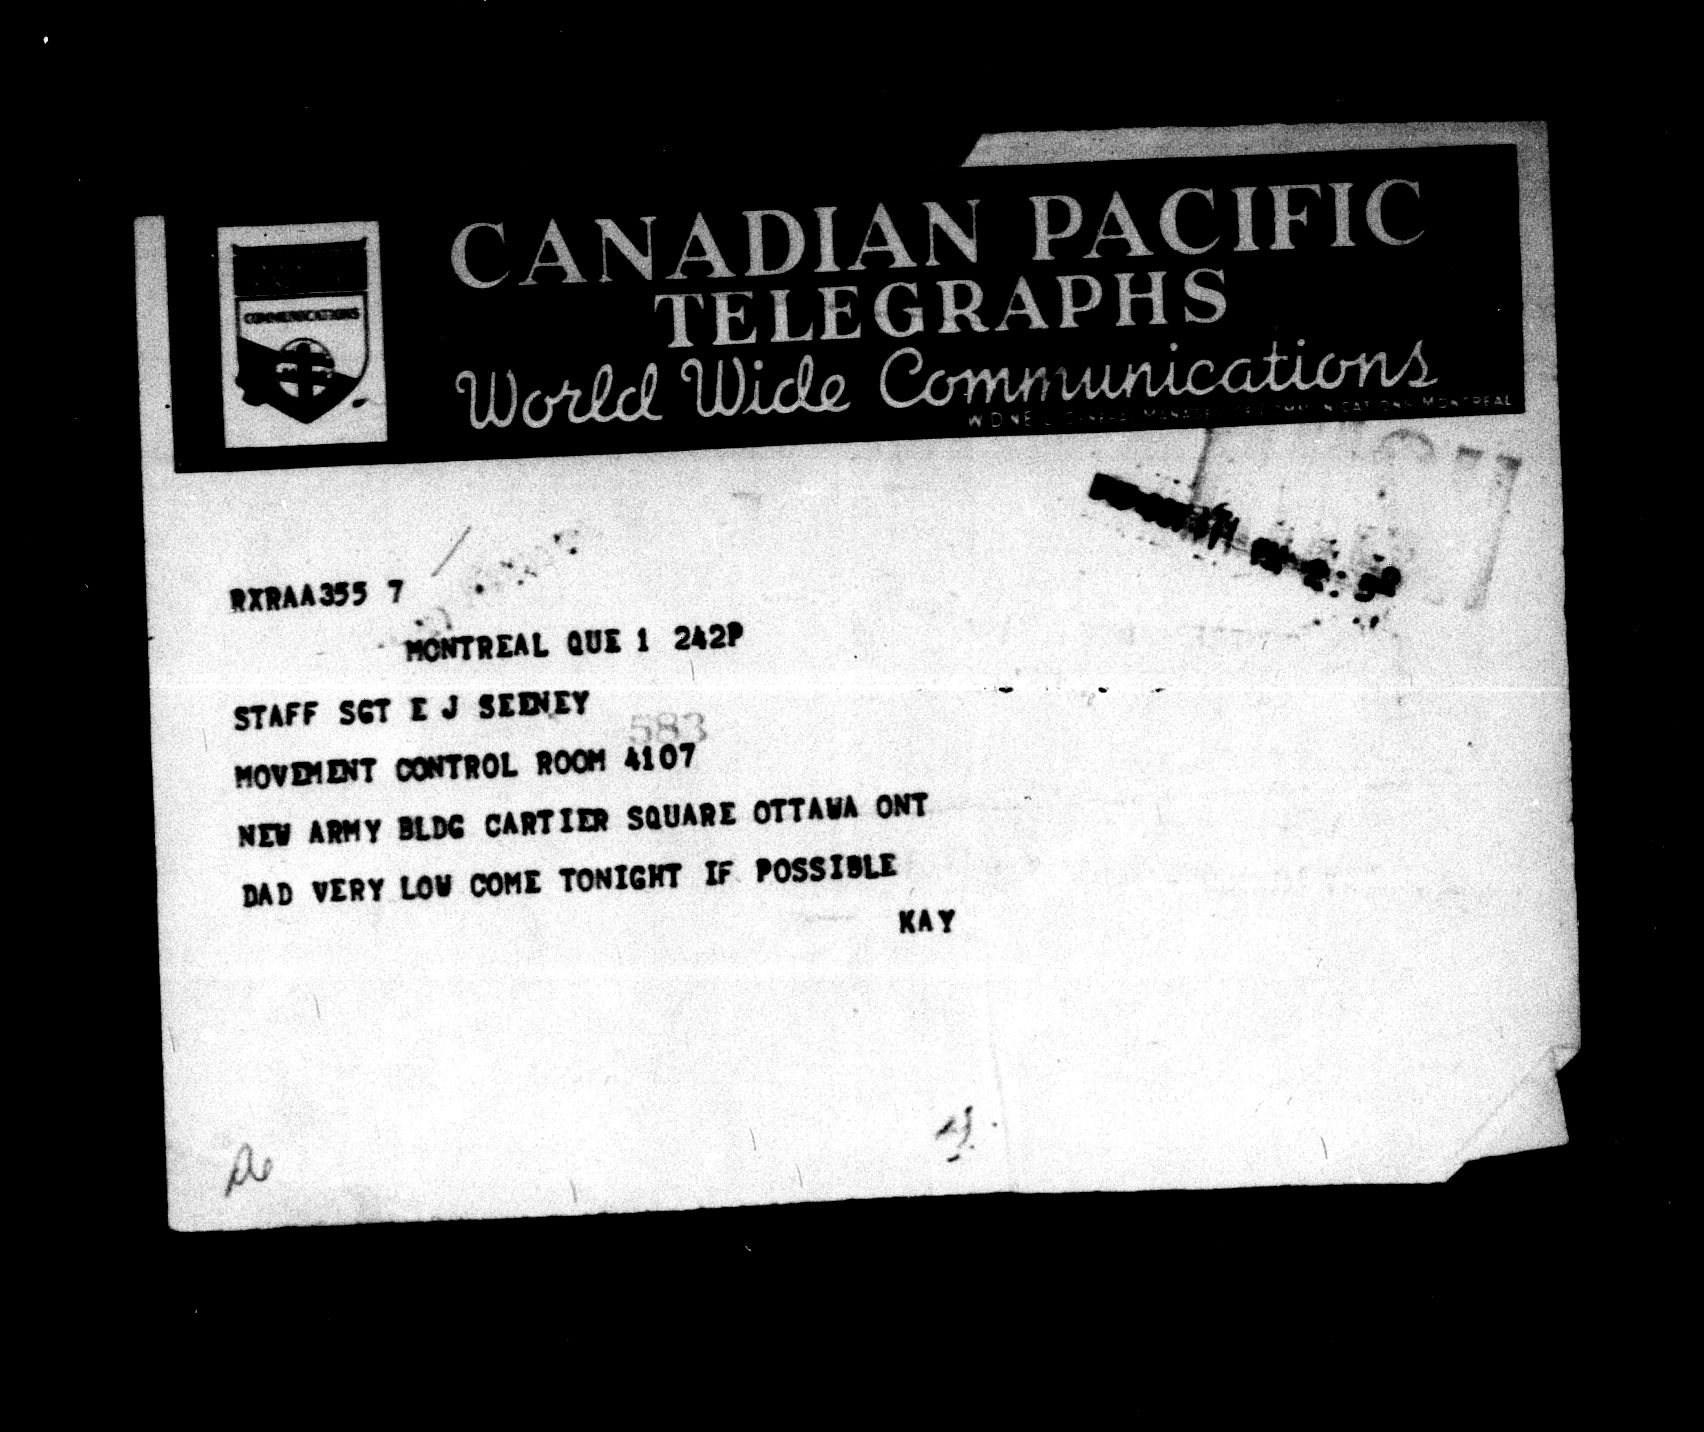 CANADIAN PACIFIC
TELEGRAPHS
World Wide Communications
COMMUNICATIONS
MONTREAL
RXRAA355 7
MONTREAL QUE 1 242P
STAFF SGT E J SEENEY
583
MOVEMENT CONTROL ROOM 4107
NEW ARMY BLDG CARTIER SQUARE OTTAWA ONT
DAD VERY LOW COME TONIGHT IF POSSIBLE
KAY